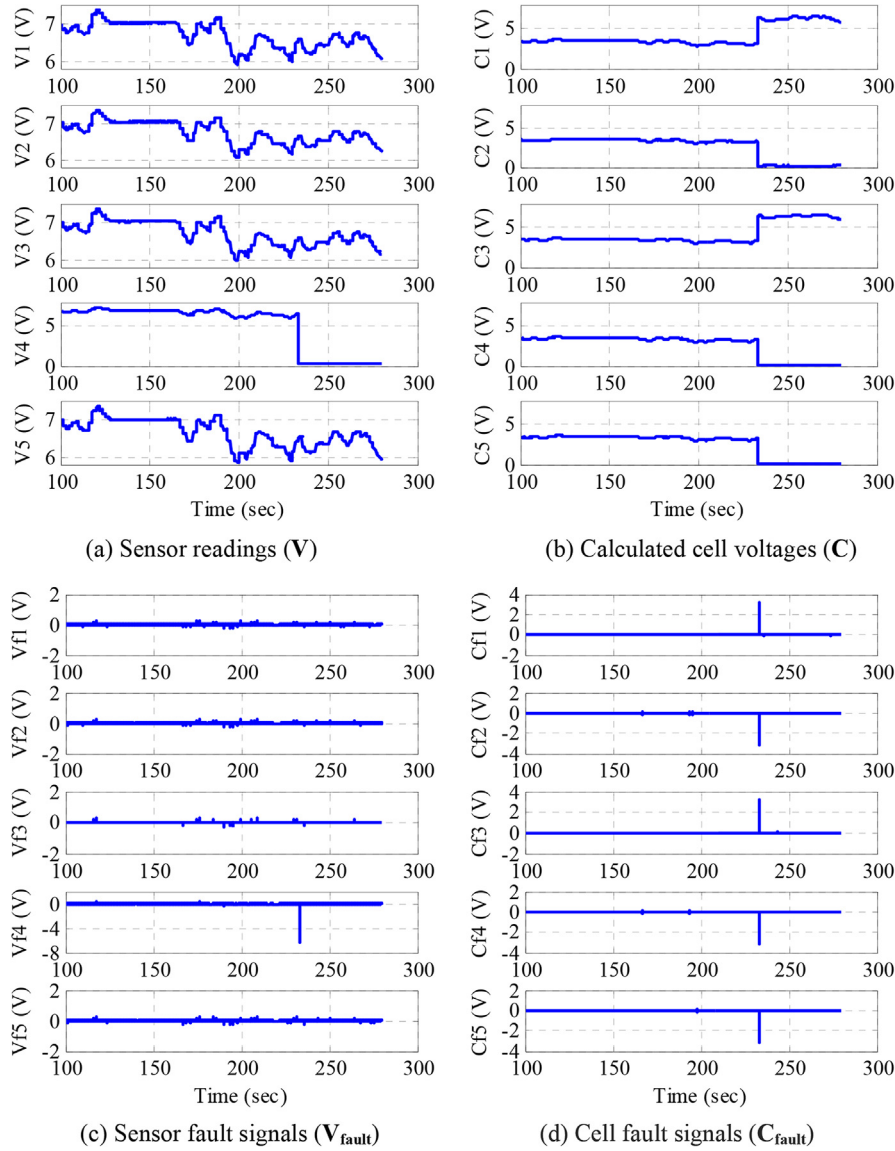 V1 (V)
7
6
100 150 200 250 300
V2 (V)
7
6
100 150 200 250 300
V3 (V)
7
6
100 150 200 250 300
V4 (V)
5
0
100 150 200 250 300
V5 (V)
7
6
100 150 200 250 300
Time (sec)
(a) Sensor readings (V)
C1 (V)
5
0
100 150 200 250 300
C2 (V)
5
0
100 150 200 250 300
C3 (V)
5
0
100 150 200 250 300
C4 (V)
5
0
100 150 200 250 300
C5 (V)
5
0
100 150 200 250 300
Time (sec)
(b) Calculated cell voltages (C)
Vf1 (V)
2
0
-2
100 150 200 250 300
Vf2 (V)
2
0
-2
100 150 200 250 300
Vf3 (V)
2
0
-2
100 150 200 250 300
Vf4 (V)
0
-4
-8
100 150 200 250 300
Vf5 (V)
2
0
-2
100 150 200 250 300
Time (sec)
(c) Sensor fault signals (Vfault)
Cf1 (V)
4
2
0
-2
100 150 200 250 300
Cf2 (V)
2
0
-2
-4
100 150 200 250 300
Cf3 (V)
4
2
0
-2
100 150 200 250 300
Cf4 (V)
2
0
-2
-4
100 150 200 250 300
Cf5 (V)
2
0
-2
-4
100 150 200 250 300
Time (sec)
(d) Cell fault signals (Cfault)